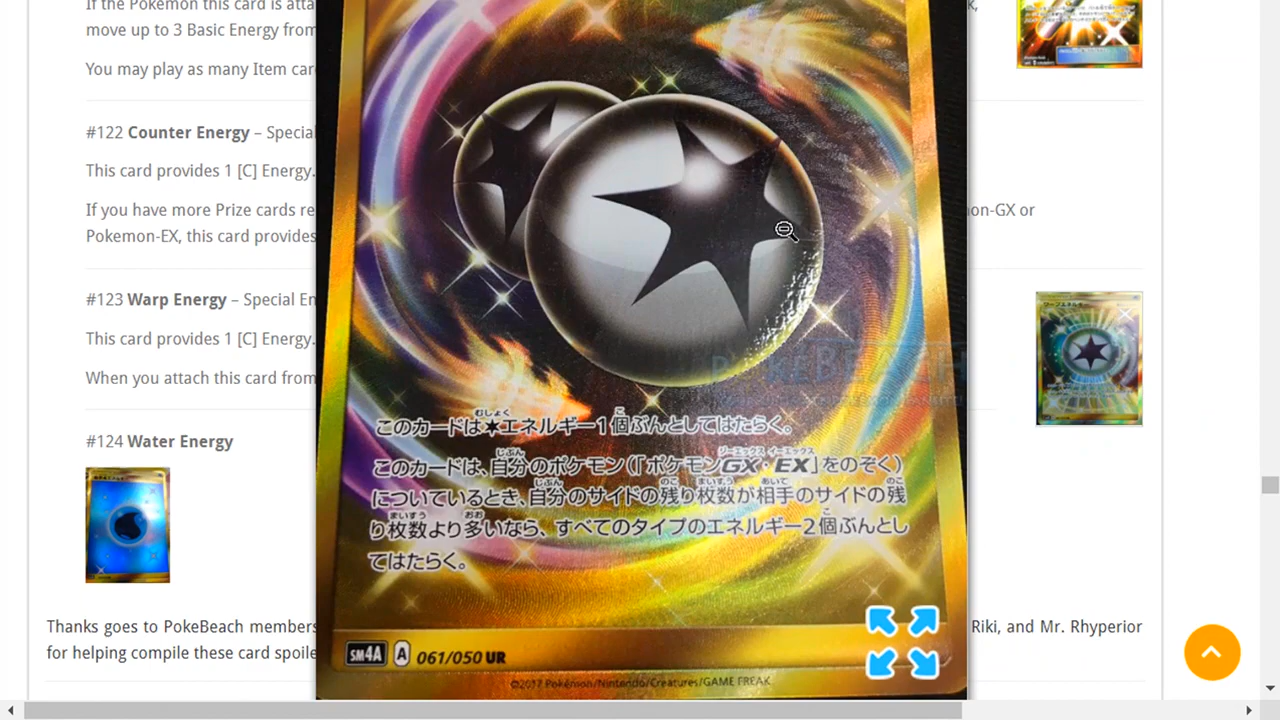 If the Pokemon this card is atta
k,
move up to 3 Basic Energy from
You may play as many Item car
#122 Counter Energy – Special
This card provides 1 [C] Energy.
If you have more Prize cards re
on-GX or
Pokemon-EX, this card provides
#123 Warp Energy – Special En
This card provides 1 [C] Energy.
When you attach this card from
#124 Water Energy
このカードは エネルギー1個ぶんとしてはたらく。
このカードは、自分のポケモン(「ポケモンGX・EX」をのぞく)
についているとき、自分のサイドの残り枚数が相手のサイドの残
り枚数より多いなら、すべてのタイプのエネルギー2個ぶんとし
てはたらく。
SM4A A 061/050 UR
©2017 Pokémon/Nintendo/Creatures/GAME FREAK
POKÉBEACH
Thanks goes to PokeBeach members
Riki, and Mr. Rhyperior
for helping compile these card spoile